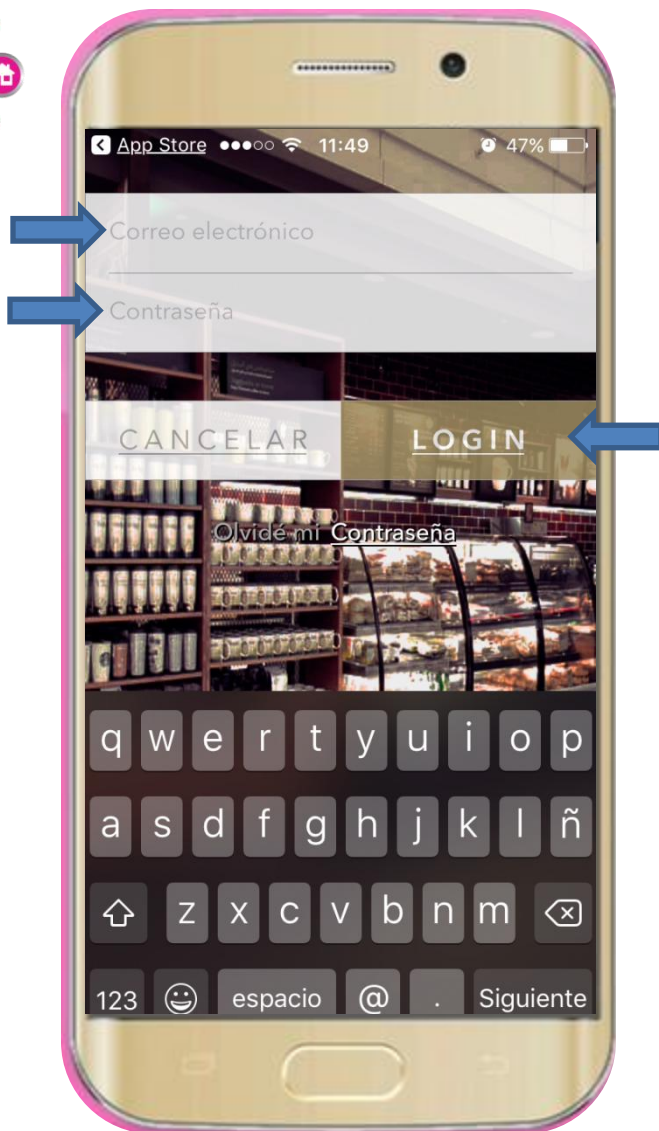 App Store 11:49 47%
Correo electrónico
Contraseña
CANCELAR LOGIN
Olvidé mi Contraseña
q w e r t y u i o p
a s d f g h j k l ñ
z x c v b n m
123 espacio @ . Siguiente